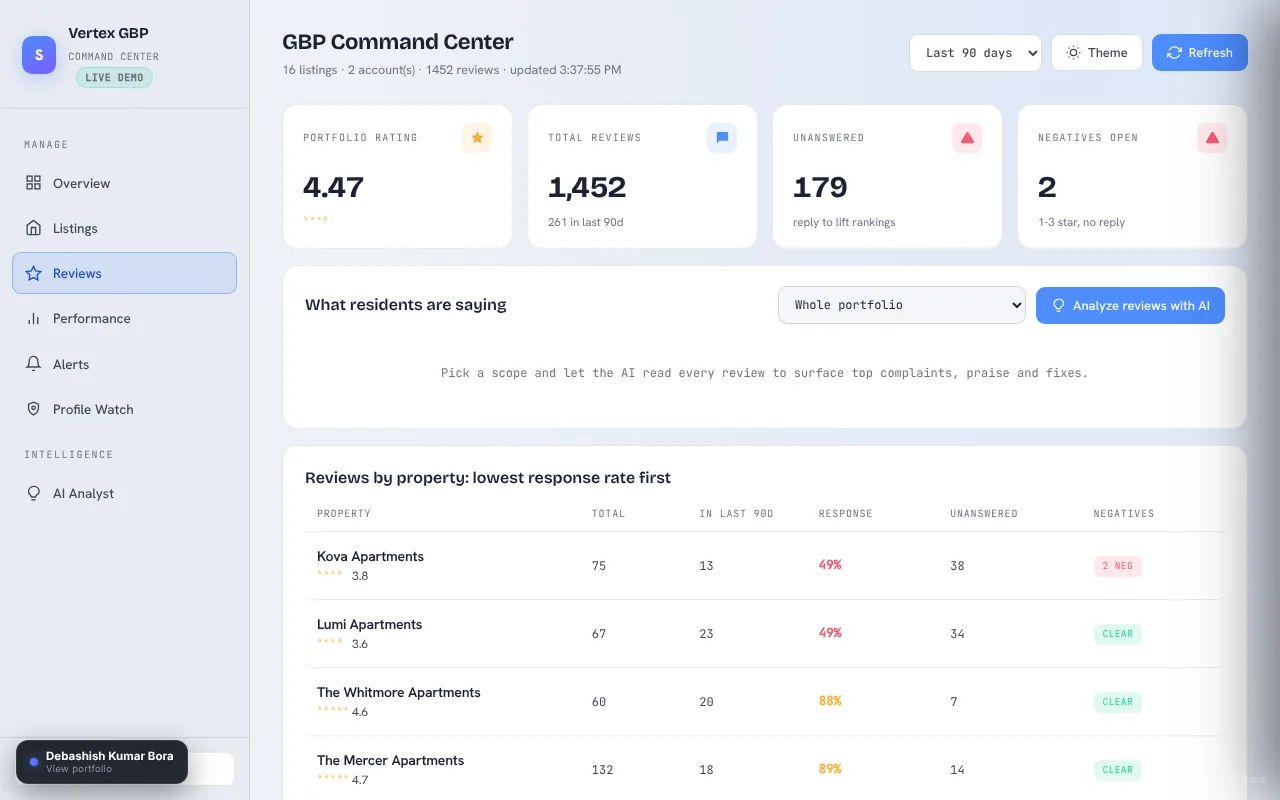 S
Vertex GBP
COMMAND CENTER
LIVE DEMO
MANAGE
Overview
Listings
Reviews
Performance
Alerts
Profile Watch
INTELLIGENCE
AI Analyst
Debashish Kumar Bora
View portfolio
GBP Command Center
16 listings · 2 account(s) · 1452 reviews · updated 3:37:55 PM
Last 90 days
Theme
Refresh
PORTFOLIO RATING
4.47
TOTAL REVIEWS
1,452
261 in last 90d
UNANSWERED
179
reply to lift rankings
NEGATIVES OPEN
2
1-3 star, no reply
What residents are saying
Whole portfolio
Analyze reviews with AI
Pick a scope and let the AI read every review to surface top complaints, praise and fixes.
Reviews by property: lowest response rate first
PROPERTY TOTAL IN LAST 90D RESPONSE UNANSWERED NEGATIVES
Kova Apartments
3.8
75 13 49% 38 2 NEG
Lumi Apartments
3.6
67 23 49% 34 CLEAR
The Whitmore Apartments
4.6
60 20 88% 7 CLEAR
The Mercer Apartments
4.7
132 18 89% 14 CLEAR
Bora